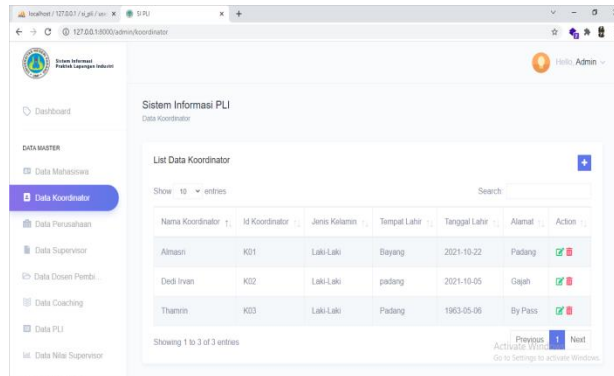 localhost / 127.0.0.1 / si_pli / use
SI PLI
127.0.0.1:8000/admin/koordinator
Sistem Informasi
Praktek Lapangan Industri
Hello, Admin
Dashboard
Sistem Informasi PLI
Data Koordinator
DATA MASTER
Data Mahasiswa
Data Koordinator
Data Perusahaan
Data Supervisor
Data Dosen Pembi...
Data Coaching
Data PLI
Data Nilai Supervisor
List Data Koordinator
Show 10 entries
Search:
Nama Koordinator Id Koordinator Jenis Kelamin Tempat Lahir Tanggal Lahir Alamat Action
Almasri K01 Laki-Laki Bayang 2021-10-22 Padang
Dedi Irvan K02 Laki-Laki padang 2021-10-05 Gajah
Thamrin K03 Laki-Laki Padang 1963-05-06 By Pass
Showing 1 to 3 of 3 entries
Previous 1 Next
Activate Windows
Go to Settings to activate Windows.